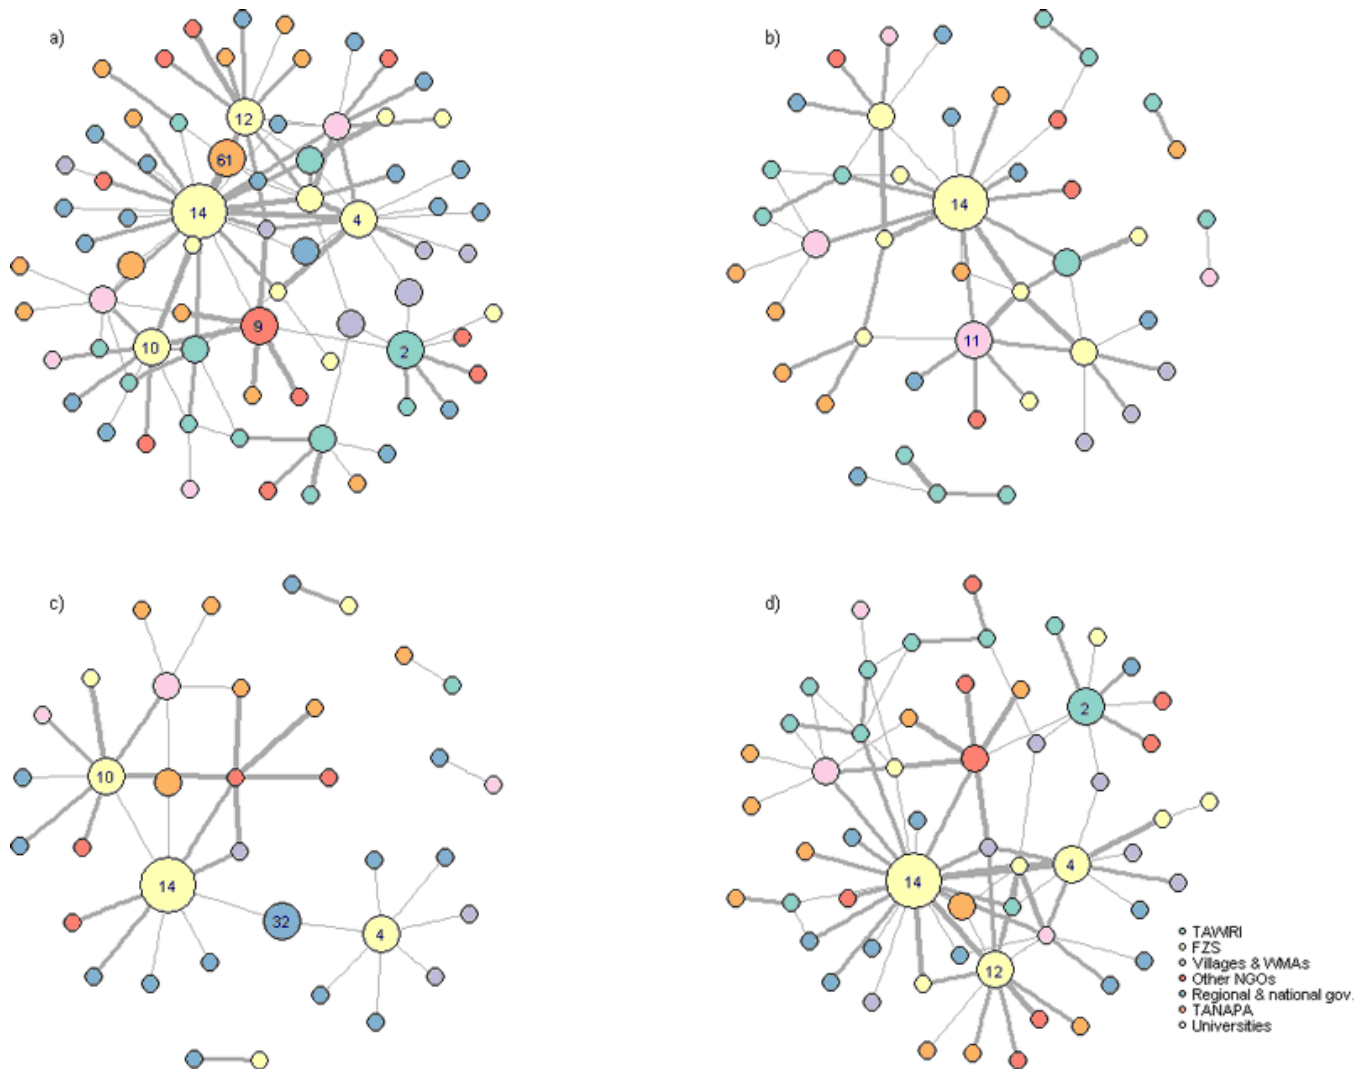 a)
12
61
14
4
9
10
2
b)
14
11
c)
10
14
32
4
d)
2
4
14
12
TAWIRI
FZS
Villages & WMAs
Other NGOs
Regional & national gov.
TANAPA
Universities